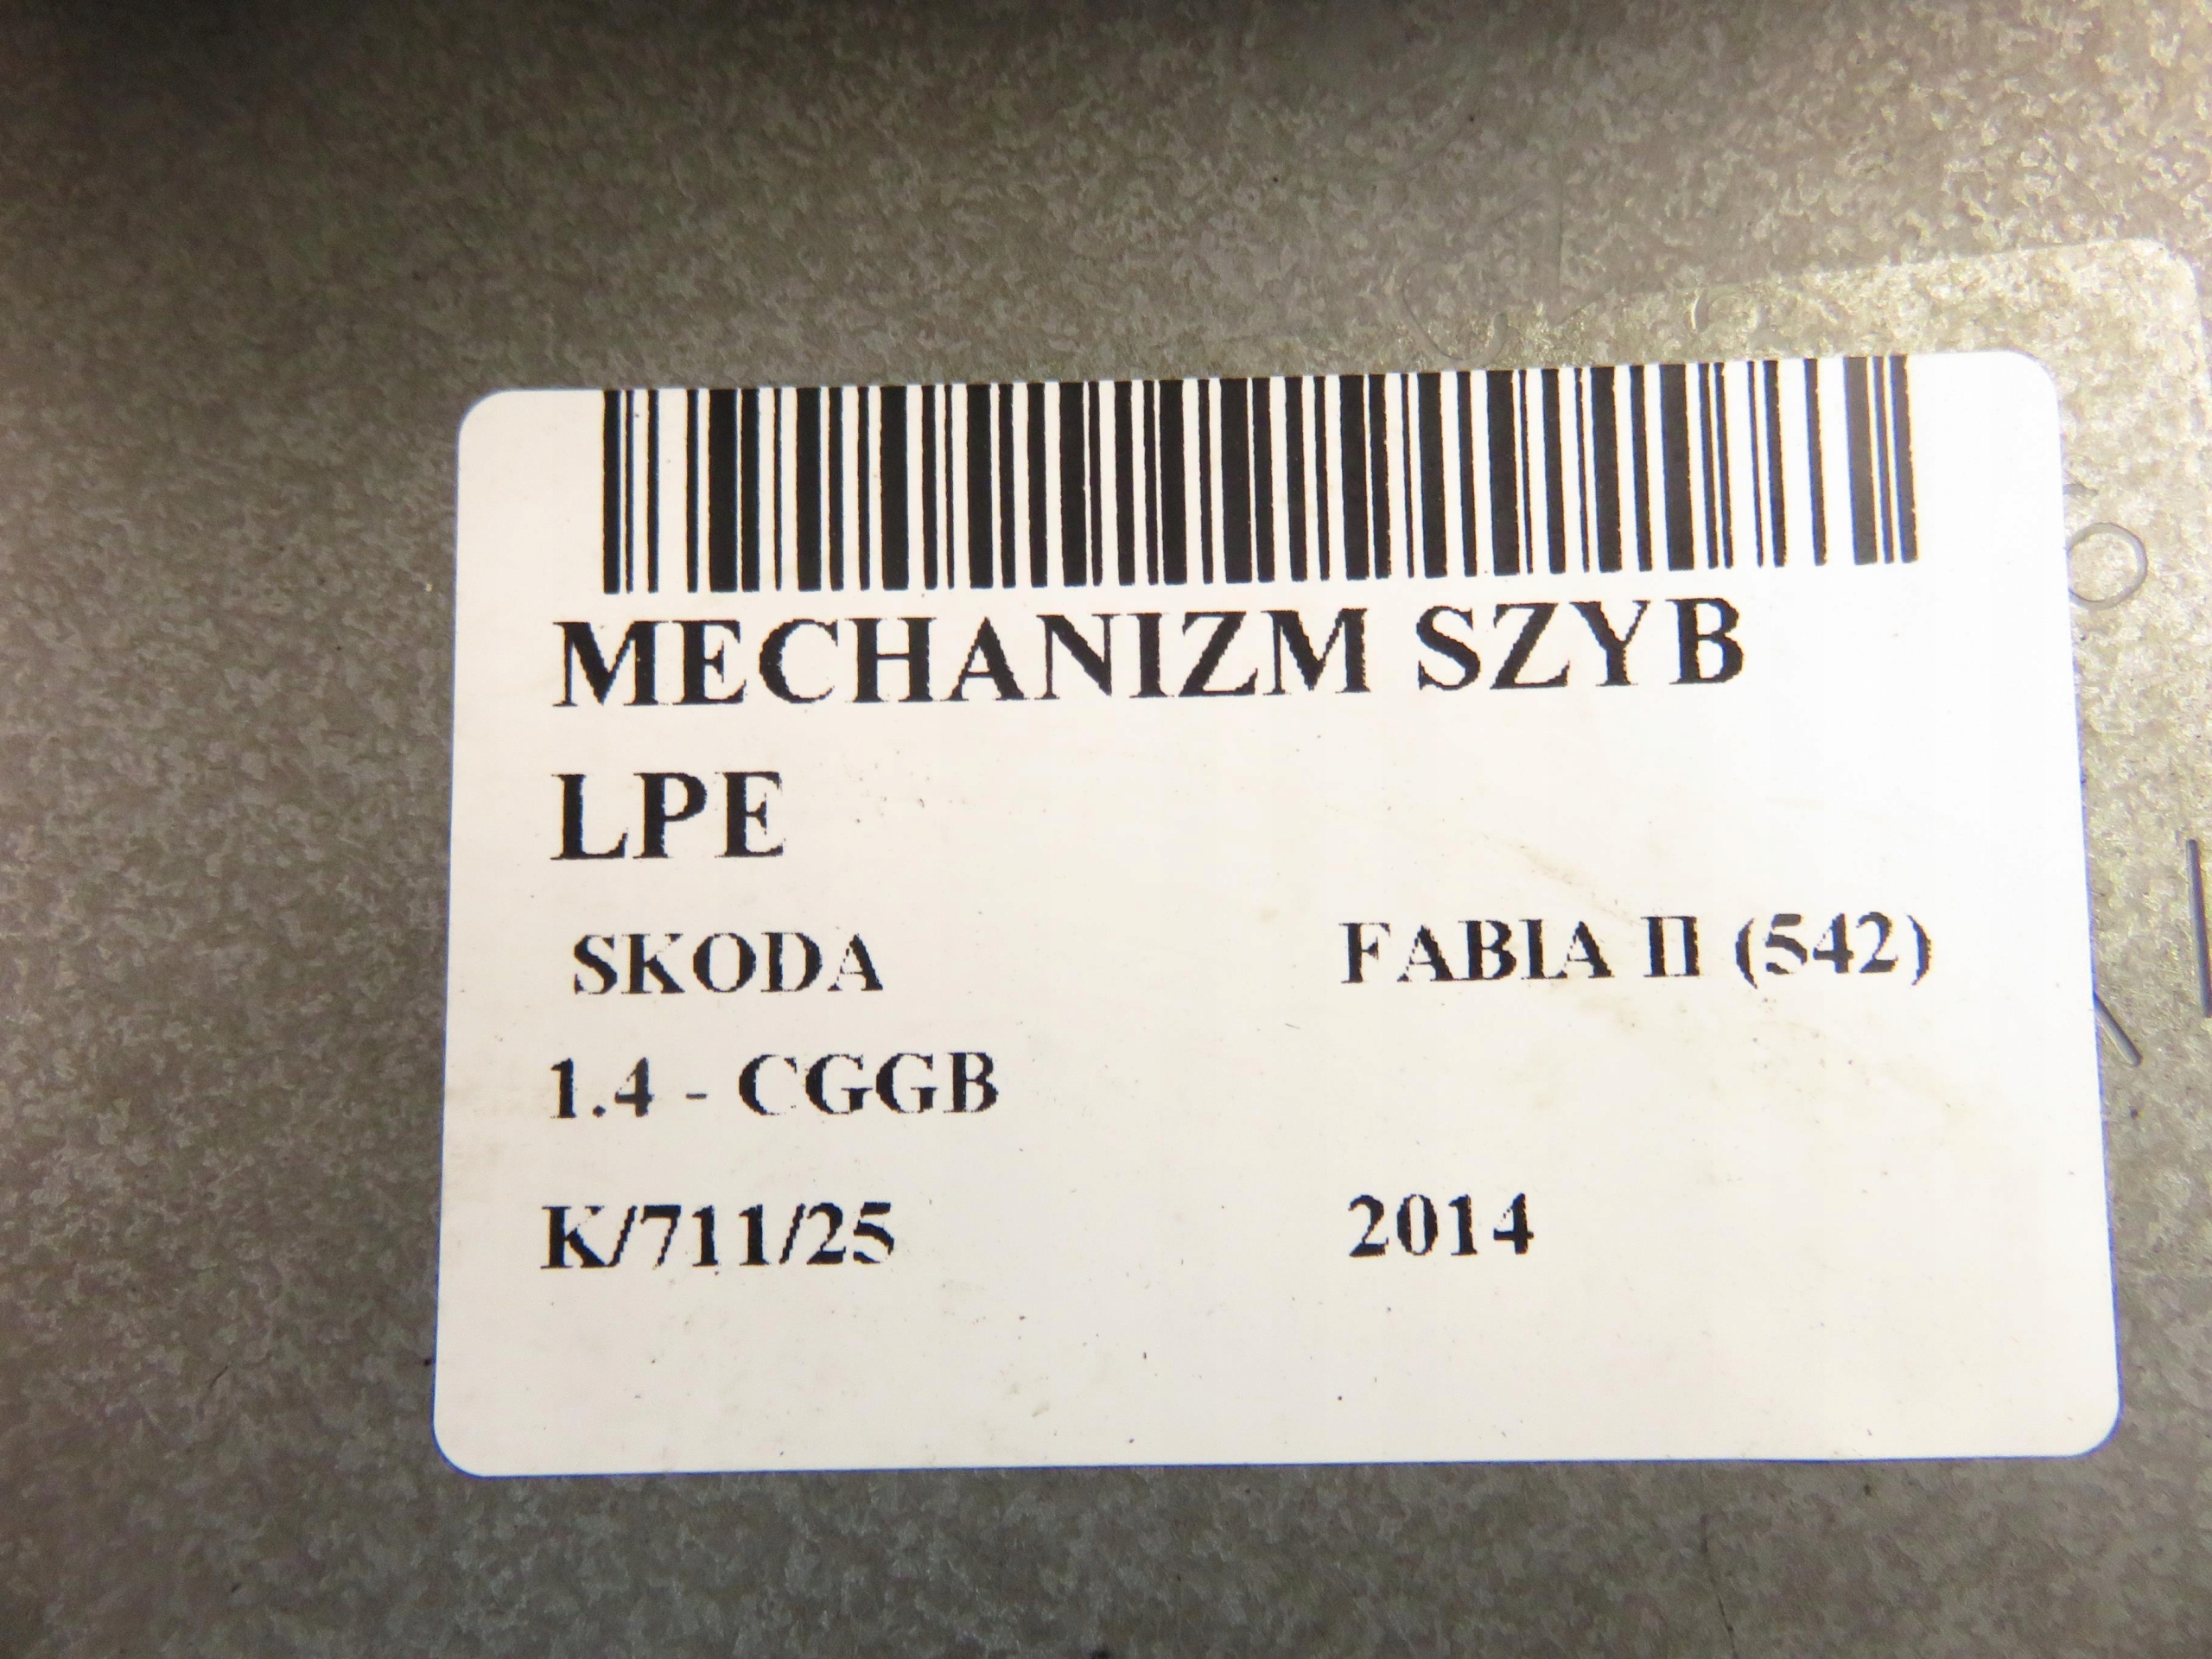 MECHANIZM SZYB
LPE
SKODA FABIA II (542)
1.4 - CGGB
K/711/25 2014